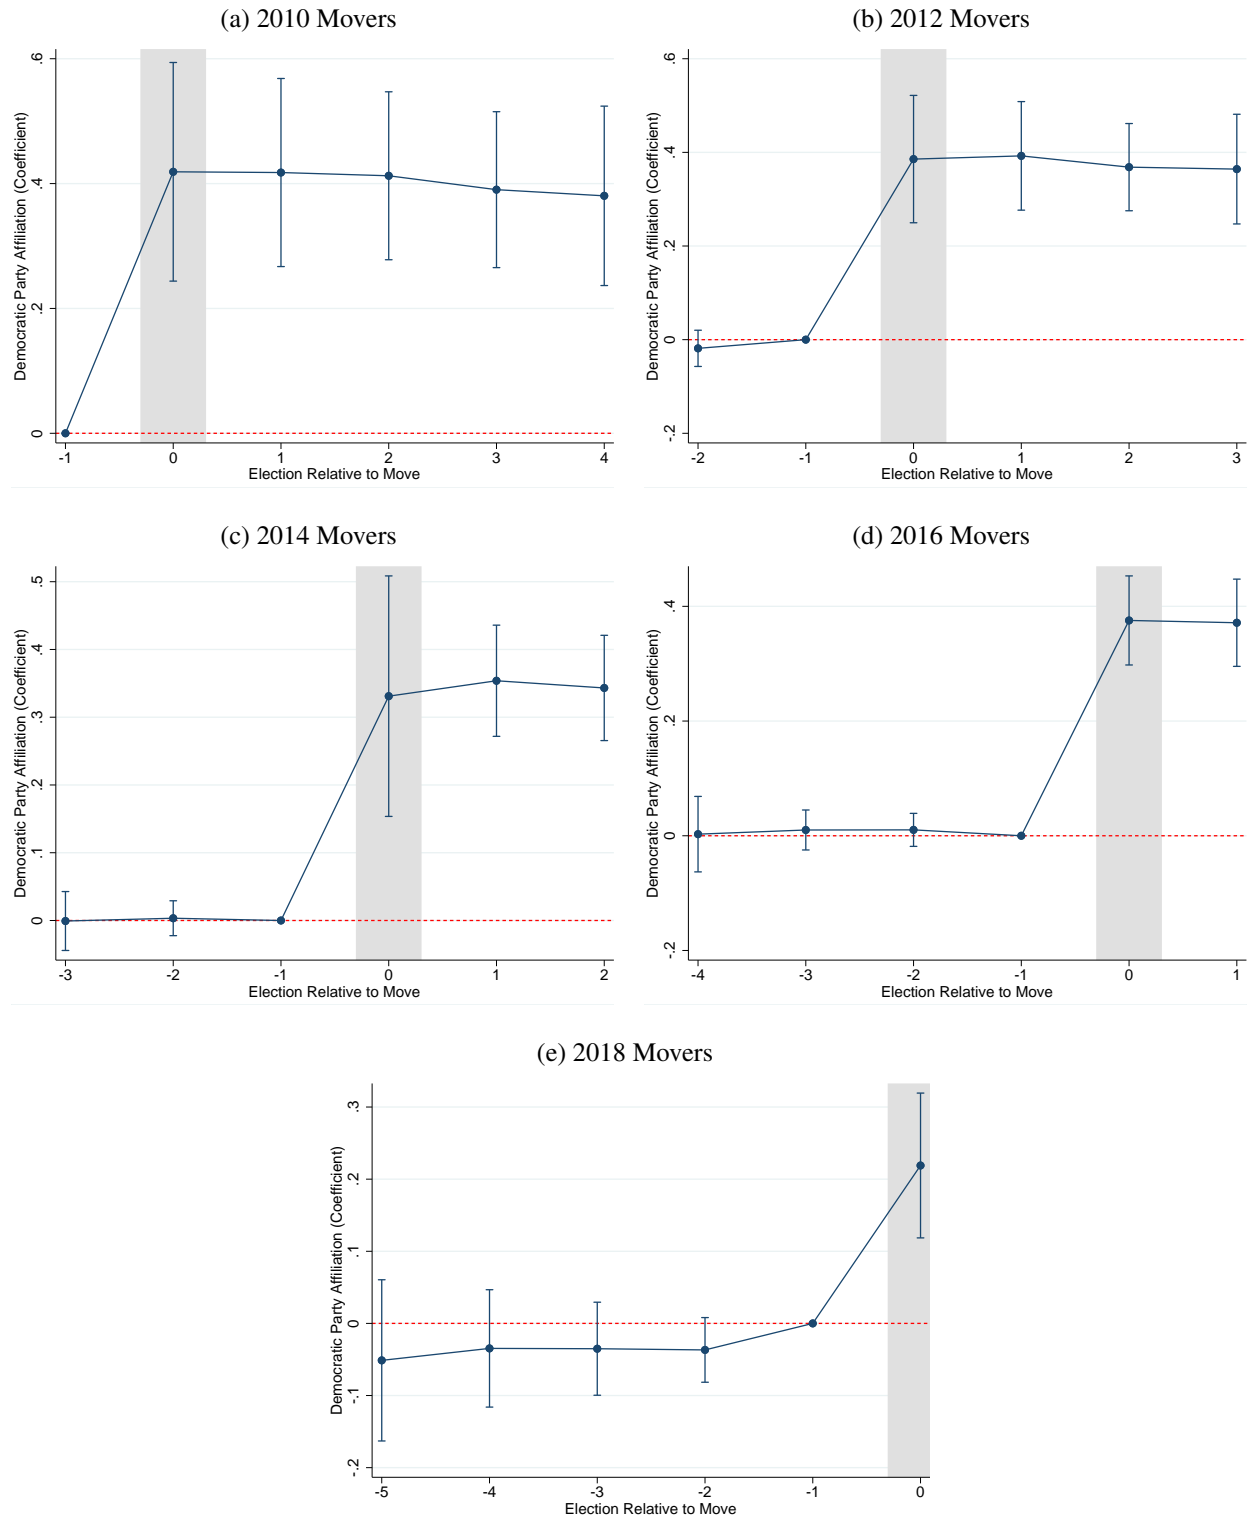 (a) 2010 Movers
Democratic Party Affiliation (Coefficient)
.6
.4
.2
0
-1 0 1 2 3 4
Election Relative to Move
(b) 2012 Movers
Democratic Party Affiliation (Coefficient)
.6
.4
.2
0
-.2
-2 -1 0 1 2 3
Election Relative to Move
(c) 2014 Movers
Democratic Party Affiliation (Coefficient)
.5
.4
.3
.2
.1
0
-3 -2 -1 0 1 2
Election Relative to Move
(d) 2016 Movers
Democratic Party Affiliation (Coefficient)
.4
.2
0
-.2
-4 -3 -2 -1 0 1
Election Relative to Move
(e) 2018 Movers
Democratic Party Affiliation (Coefficient)
.3
.2
.1
0
-.1
-.2
-5 -4 -3 -2 -1 0
Election Relative to Move